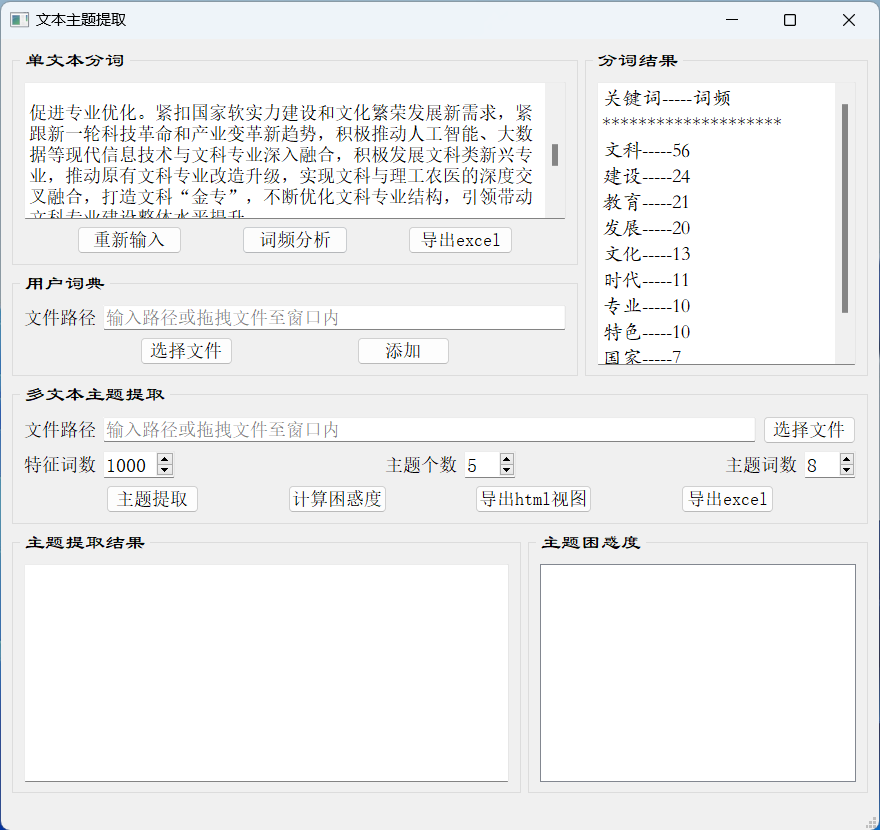 文本主题提取
单文本分词
促进专业优化。紧扣国家软实力建设和文化繁荣发展新需求，紧
跟新一轮科技革命和产业变革新趋势，积极推动人工智能、大数
据等现代信息技术与文科专业深入融合，积极发展文科类新兴专
业，推动原有文科专业改造升级，实现文科与理工农医的深度交
叉融合，打造文科“金专”，不断优化文科专业结构，引领带动
文科专业建设整体水平提升
重新输入
词频分析
导出excel
分词结果
关键词-----词频
********************
文科-----56
建设-----24
教育-----21
发展-----20
文化-----13
时代-----11
专业-----10
特色-----10
国家-----7
用户词典
文件路径 输入路径或拖拽文件至窗口内
选择文件
添加
多文本主题提取
文件路径 输入路径或拖拽文件至窗口内 选择文件
特征词数 1000 主题个数 5 主题词数 8
主题提取
计算困惑度
导出html视图
导出excel
主题提取结果
主题困惑度